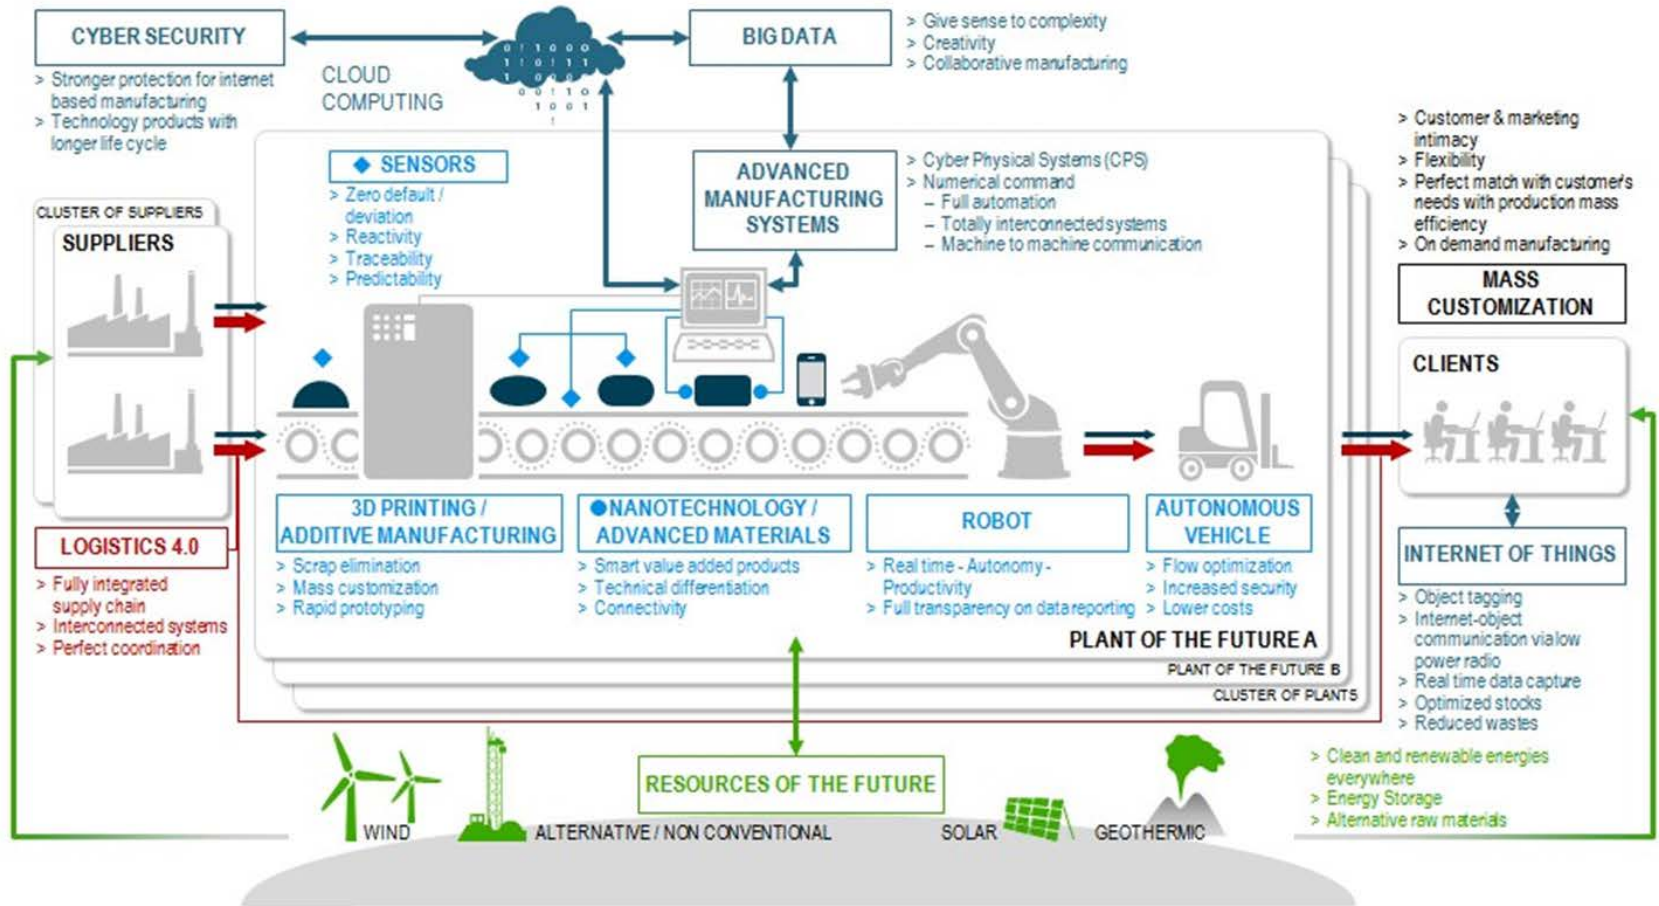 CYBER SECURITY
> Stronger protection for internet
based manufacturing
> Technology products with
longer life cycle
CLOUD
COMPUTING
0 1 1 0 0 0
BIG DATA
> Give sense to complexity
> Creativity
> Collaborative manufacturing
SENSORS
> Zero default /
deviation
> Reactivity
> Traceability
> Predictability
ADVANCED
MANUFACTURING
SYSTEMS
> Cyber Physical Systems (CPS)
> Numerical command
– Full automation
– Totally interconnected systems
– Machine to machine communication
> Customer & marketing
intimacy
> Flexibility
> Perfect match with customer's
needs with production mass
efficiency
> On demand manufacturing
MASS
CUSTOMIZATION
CLUSTER OF SUPPLIERS
SUPPLIERS
CLIENTS
LOGISTICS 4.0
> Fully integrated
supply chain
> Interconnected systems
> Perfect coordination
3D PRINTING /
ADDITIVE MANUFACTURING
> Scrap elimination
> Mass customization
> Rapid prototyping
NANOTECHNOLOGY /
ADVANCED MATERIALS
> Smart value added products
> Technical differentiation
> Connectivity
ROBOT
> Real time - Autonomy -
Productivity
> Full transparency on data reporting
AUTONOMOUS
VEHICLE
> Flow optimization
> Increased security
> Lower costs
INTERNET OF THINGS
> Object tagging
> Internet-object
communication via low
power radio
> Real time data capture
> Optimized stocks
> Reduced wastes
PLANT OF THE FUTURE A
PLANT OF THE FUTURE B
CLUSTER OF PLANTS
RESOURCES OF THE FUTURE
> Clean and renewable energies
everywhere
> Energy Storage
> Alternative raw materials
WIND
ALTERNATIVE / NON CONVENTIONAL
SOLAR
GEOTHERMIC